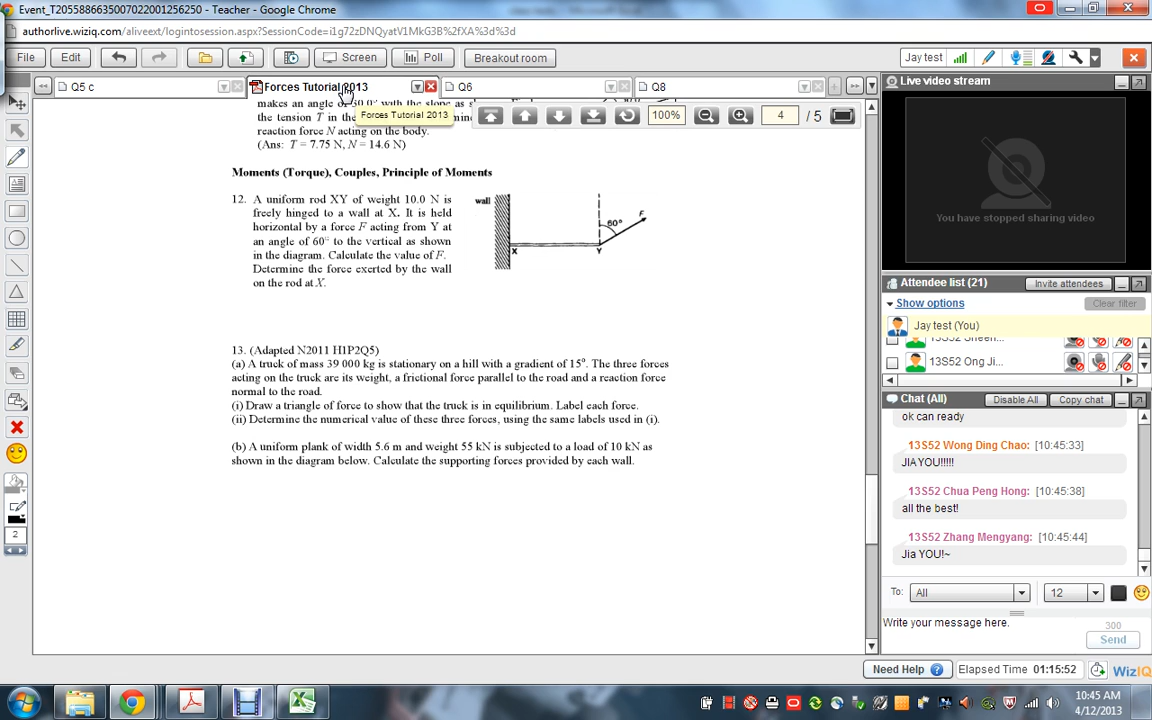 Event_T2055886635007022001256250 - Teacher - Google Chrome
authorlive.wiziq.com/aliveext/logintosession.aspx?SessionCode=i1g72zDNQyatV1MkG3B%2fXA%3d%3d
File
Edit
Screen
Poll
Breakout room
Jay test
Q5 c
Forces Tutorial 2013
Q6
Q8
Forces Tutorial 2013
100%
4 / 5
makes an angle of 30.0° with the slope as
the tension T in the
reaction force N acting on the body.
(Ans: T = 7.75 N, N = 14.6 N)
Moments (Torque), Couples, Principle of Moments
12. A uniform rod XY of weight 10.0 N is
freely hinged to a wall at X. It is held
horizontal by a force F acting from Y at
an angle of 60° to the vertical as shown
in the diagram. Calculate the value of F.
Determine the force exerted by the wall
on the rod at X.
wall
60°
F
X
Y
13. (Adapted N2011 H1P2Q5)
(a) A truck of mass 39 000 kg is stationary on a hill with a gradient of 15°. The three forces
acting on the truck are its weight, a frictional force parallel to the road and a reaction force
normal to the road.
(i) Draw a triangle of force to show that the truck is in equilibrium. Label each force.
(ii) Determine the numerical value of these three forces, using the same labels used in (i).
(b) A uniform plank of width 5.6 m and weight 55 kN is subjected to a load of 10 kN as
shown in the diagram below. Calculate the supporting forces provided by each wall.
2
Live video stream
You have stopped sharing video
Attendee list (21)
Invite attendees
Show options
Clear filter
Jay test (You)
13S52 Sheen...
13S52 Ong Ji...
Chat (All)
Disable All
Copy chat
ok can ready
13S52 Wong Ding Chao: [10:45:33]
JIA YOU!!!!!
13S52 Chua Peng Hong: [10:45:38]
all the best!
13S52 Zhang Mengyang: [10:45:44]
Jia YOU!~
To:
All
12
Write your message here.
300
Send
Need Help
Elapsed Time 01:15:52
WizIQ
10:45 AM
4/12/2013